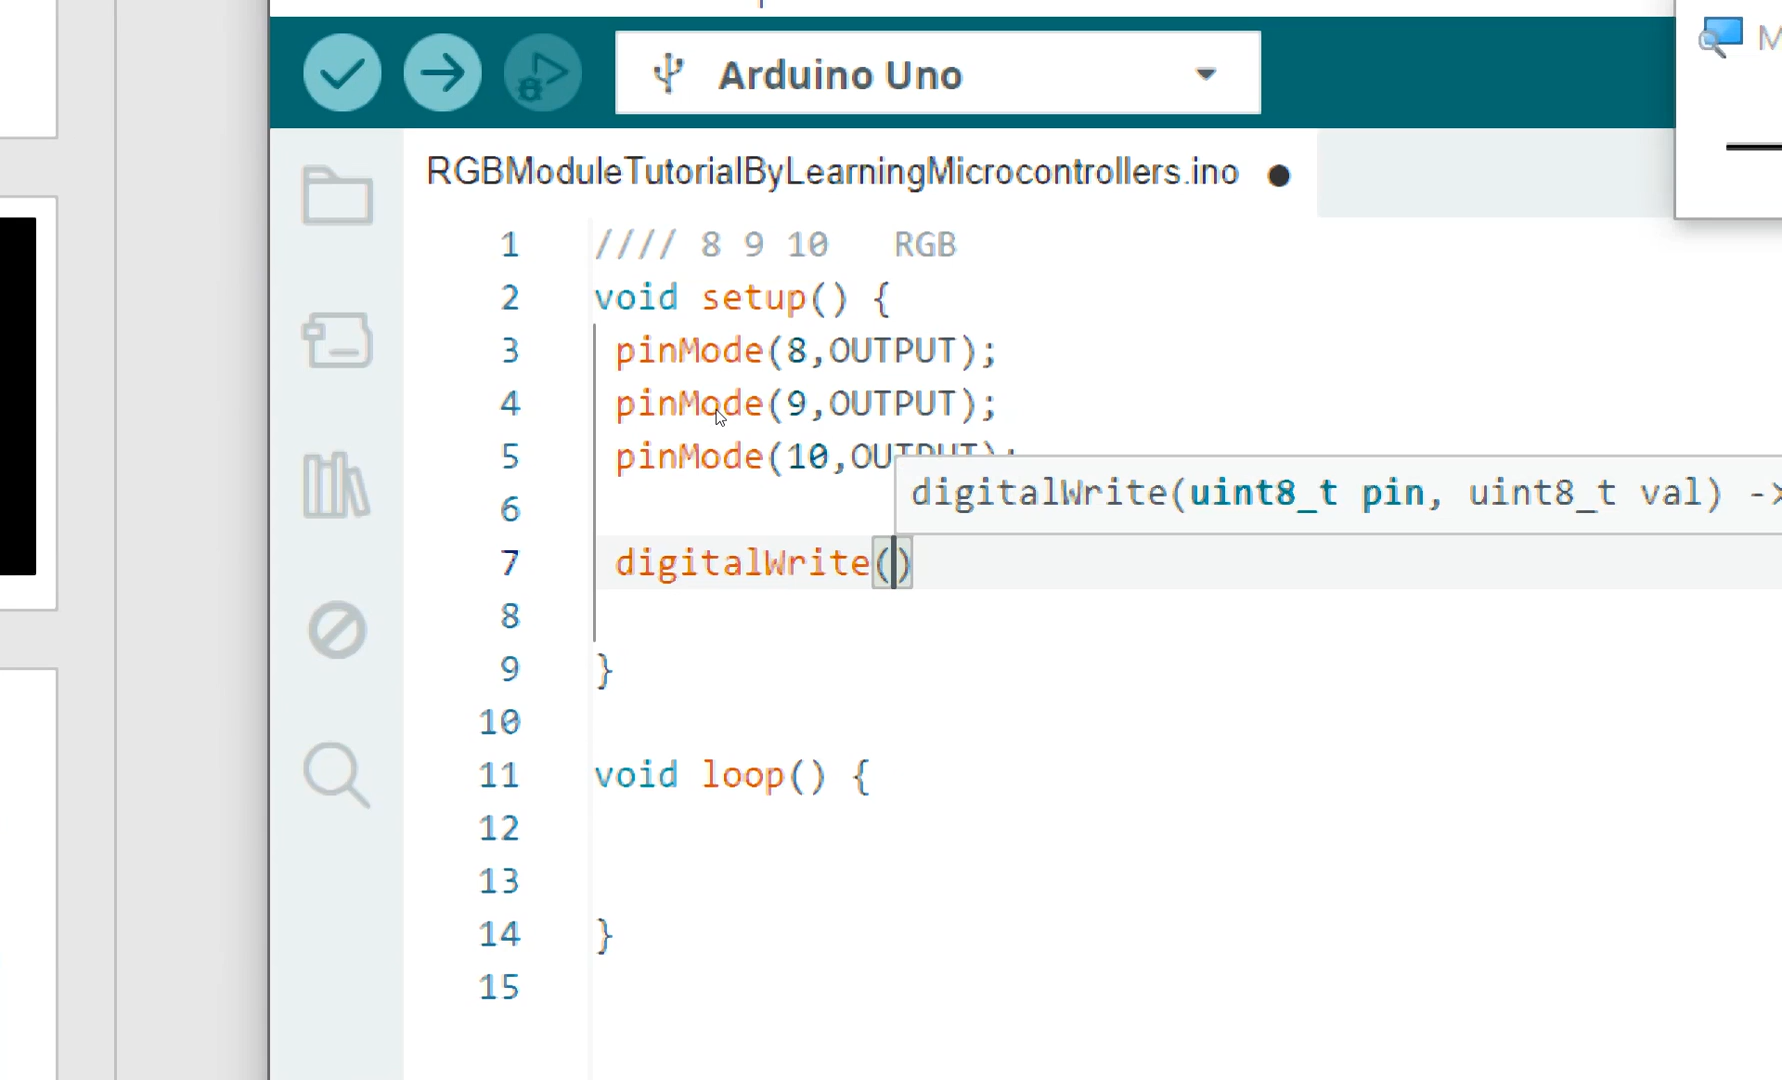 Arduino Uno
RGBModuleTutorialByLearningMicrocontrollers.ino
1 //// 8 9 10 RGB
2 void setup() {
3 pinMode(8,OUTPUT);
4 pinMode(9,OUTPUT);
5 pinMode(10,OUTPUT);
6
digitalWrite(uint8_t pin, uint8_t val) ->
7 digitalWrite()
8
9 }
10
11 void loop() {
12
13
14 }
15